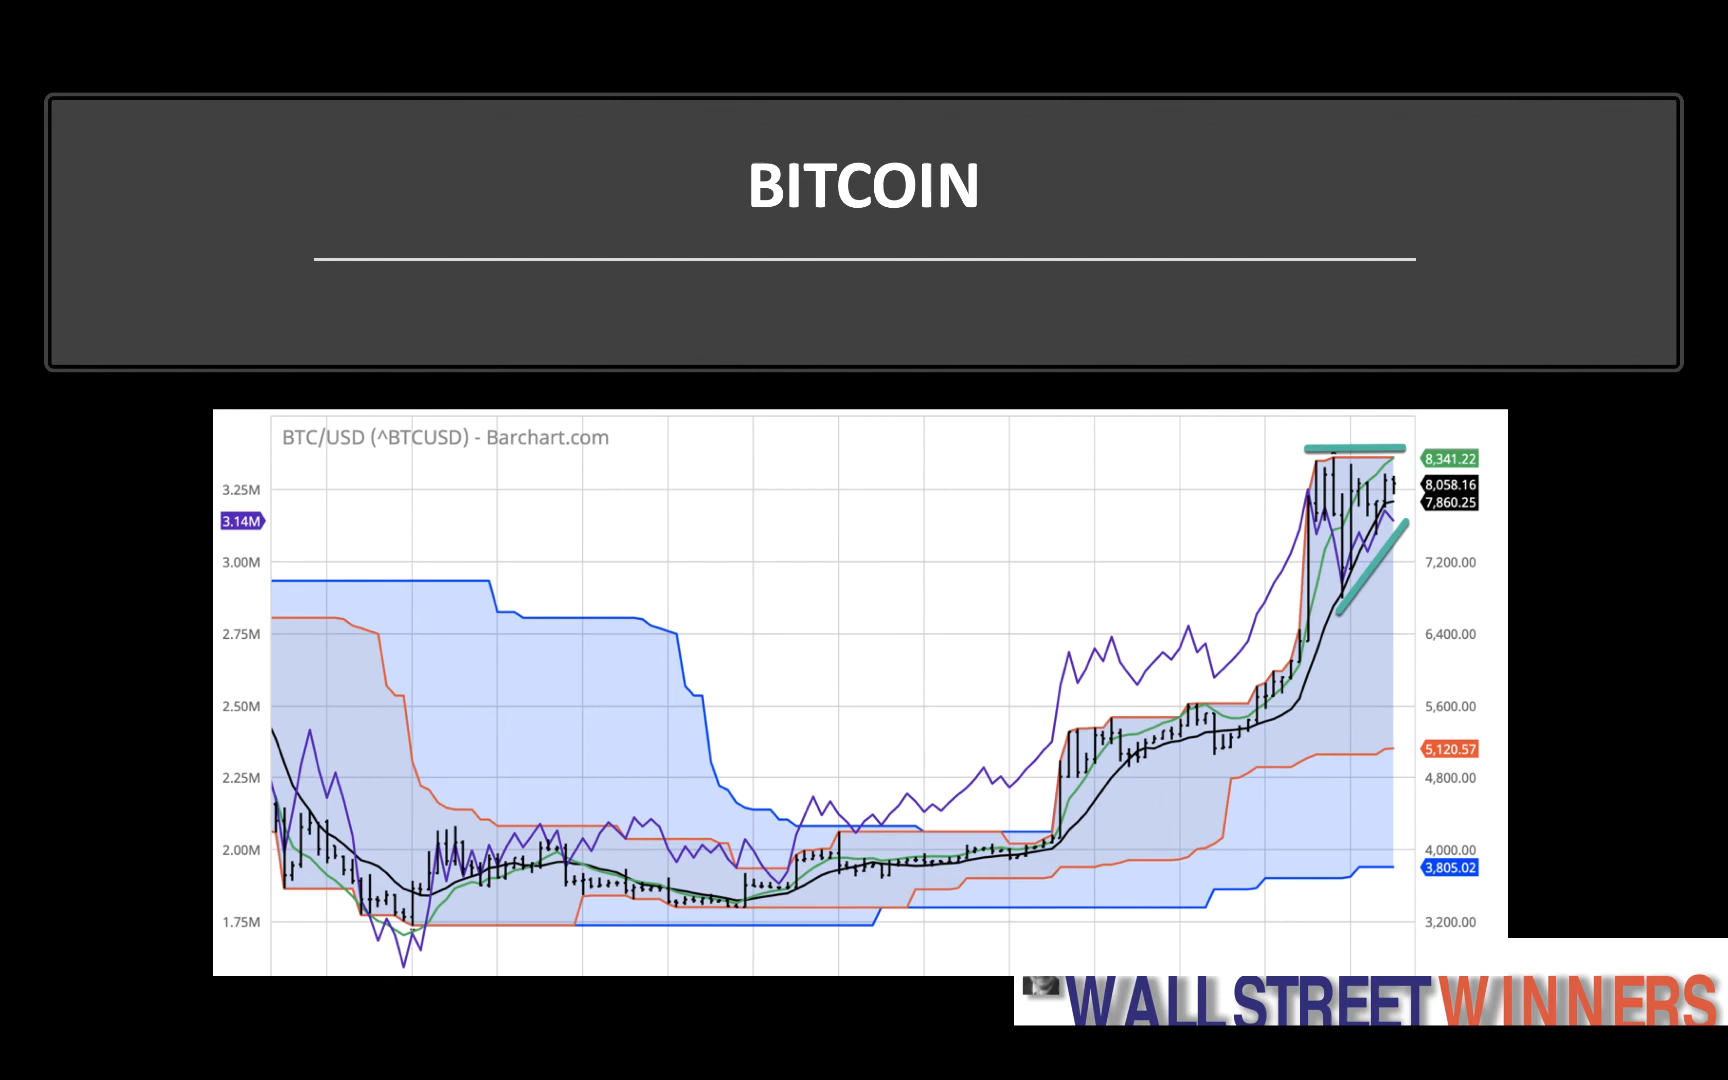 BITCOIN
BTC/USD (^BTCUSD) - Barchart.com
8,341.22
3.25M
8,058.16
7,860.25
3.14M
3.00M
7,200.00
2.75M
6,400.00
2.50M
5,600.00
5,120.57
2.25M
4,800.00
2.00M
4,000.00
3,805.02
1.75M
3,200.00
WALL STREET WINNERS